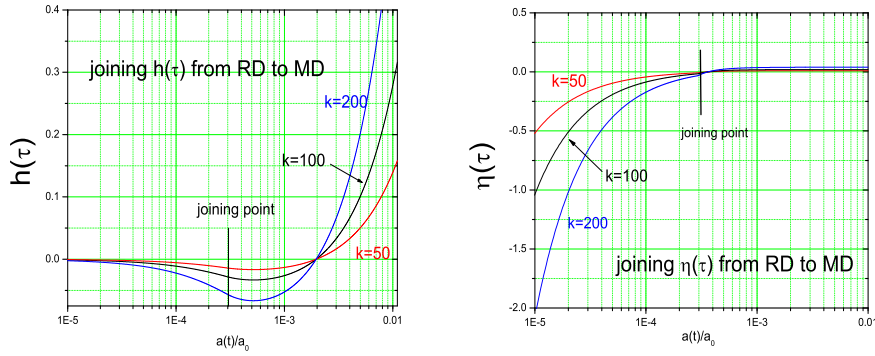 0.4
joining h(τ) from RD to MD
0.3
k=200
h(τ)
0.2
k=100
joining point
0.1
k=50
0.0
1E-5
1E-4
1E-3
0.01
a(t)/a₀
0.5
0.0
k=50
joining point
-0.5
η(τ)
k=100
-1.0
k=200
-1.5
joining η(τ) from RD to MD
-2.0
1E-5
1E-4
1E-3
0.01
a(t)/a₀